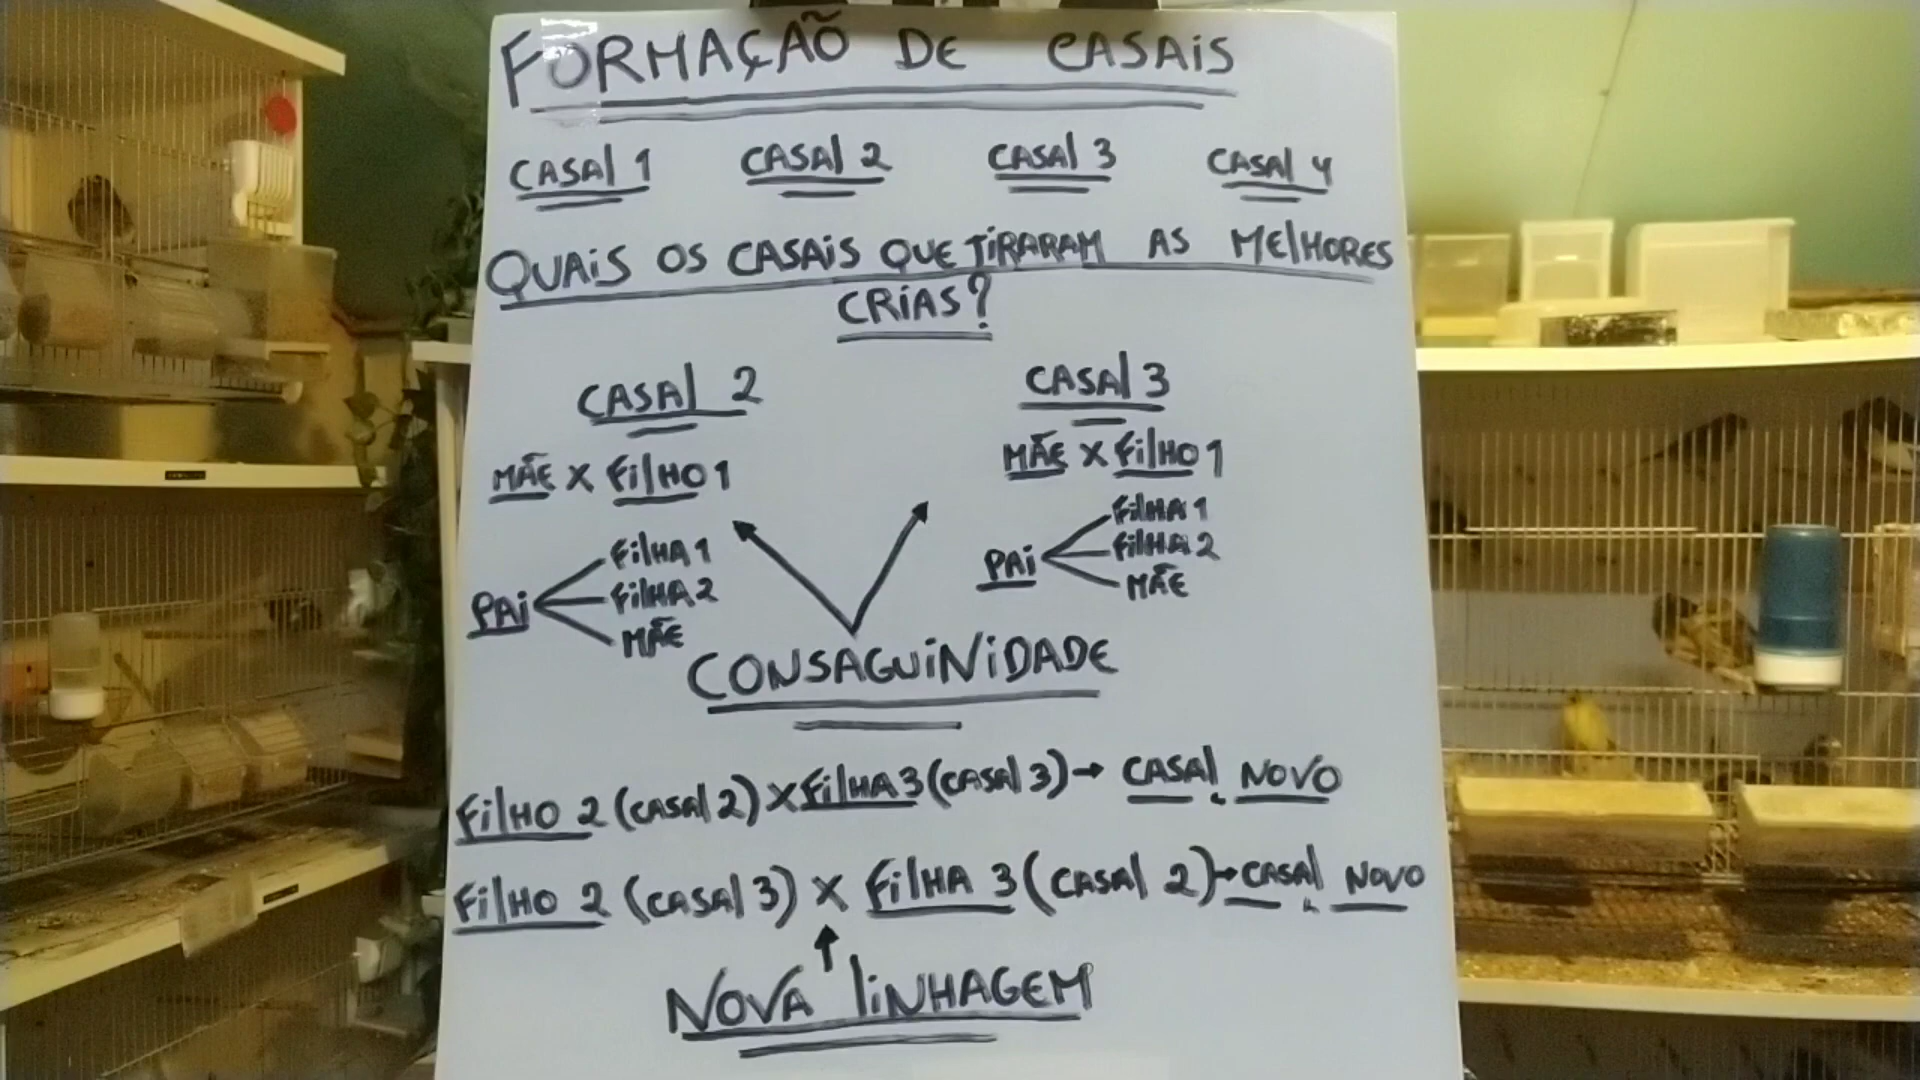 FORMAÇÃO DE CASAIS
CASAL 1 CASAL 2 CASAL 3 CASAL 4
QUAIS OS CASAIS QUE TIRARAM AS MELHORES
CRIAS?
CASAL 2 CASAL 3
MÃE X FILHO 1 MÃE X FILHO 1
PAI FILHA 1 FILHA 2 MÃE
PAI FILHA 1 FILHA 2 MÃE
CONSAGUINIDADE
FILHO 2 (CASAL 2) X FILHA 3 (CASAL 3) → CASAL NOVO
FILHO 2 (CASAL 3) X FILHA 3 (CASAL 2) → CASAL NOVO
NOVA LINHAGEM